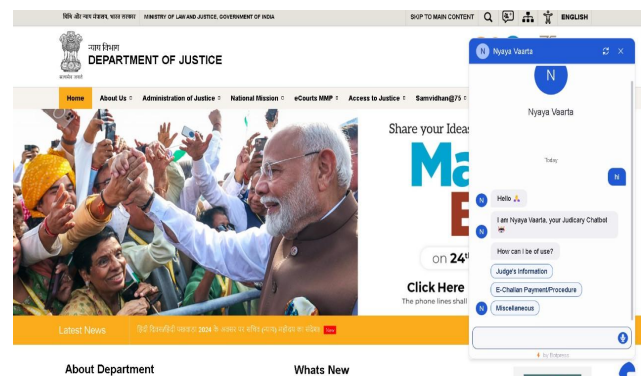 विधि और न्याय मंत्रालय, भारत सरकार MINISTRY OF LAW AND JUSTICE, GOVERNMENT OF INDIA
SKIP TO MAIN CONTENT
ENGLISH
न्याय विभाग
DEPARTMENT OF JUSTICE
सत्यमेव जयते
Home About Us Administration of Justice National Mission eCourts MMP Access to Justice Samvidhan@75
Share your Ideas
Ma
on 24
Click Here
The phone lines shall
Latest News
New
About Department
Whats New
N Nyaya Vaarta
N
Nyaya Vaarta
Today
hi
N Hello
I am Nyaya Vaarta, your Judicary Chatbot
N
How can I be of use?
Judge's Information
E-Challan Payment/Procedure
N Miscellaneous